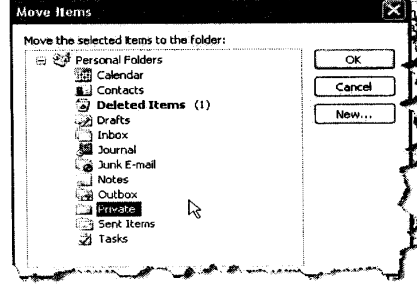 Move Items
Move the selected items to the folder:
Personal Folders
Calendar
Contacts
Deleted Items (1)
Drafts
Inbox
Journal
Junk E-mail
Notes
Outbox
Private
Sent Items
Tasks
OK
Cancel
New...